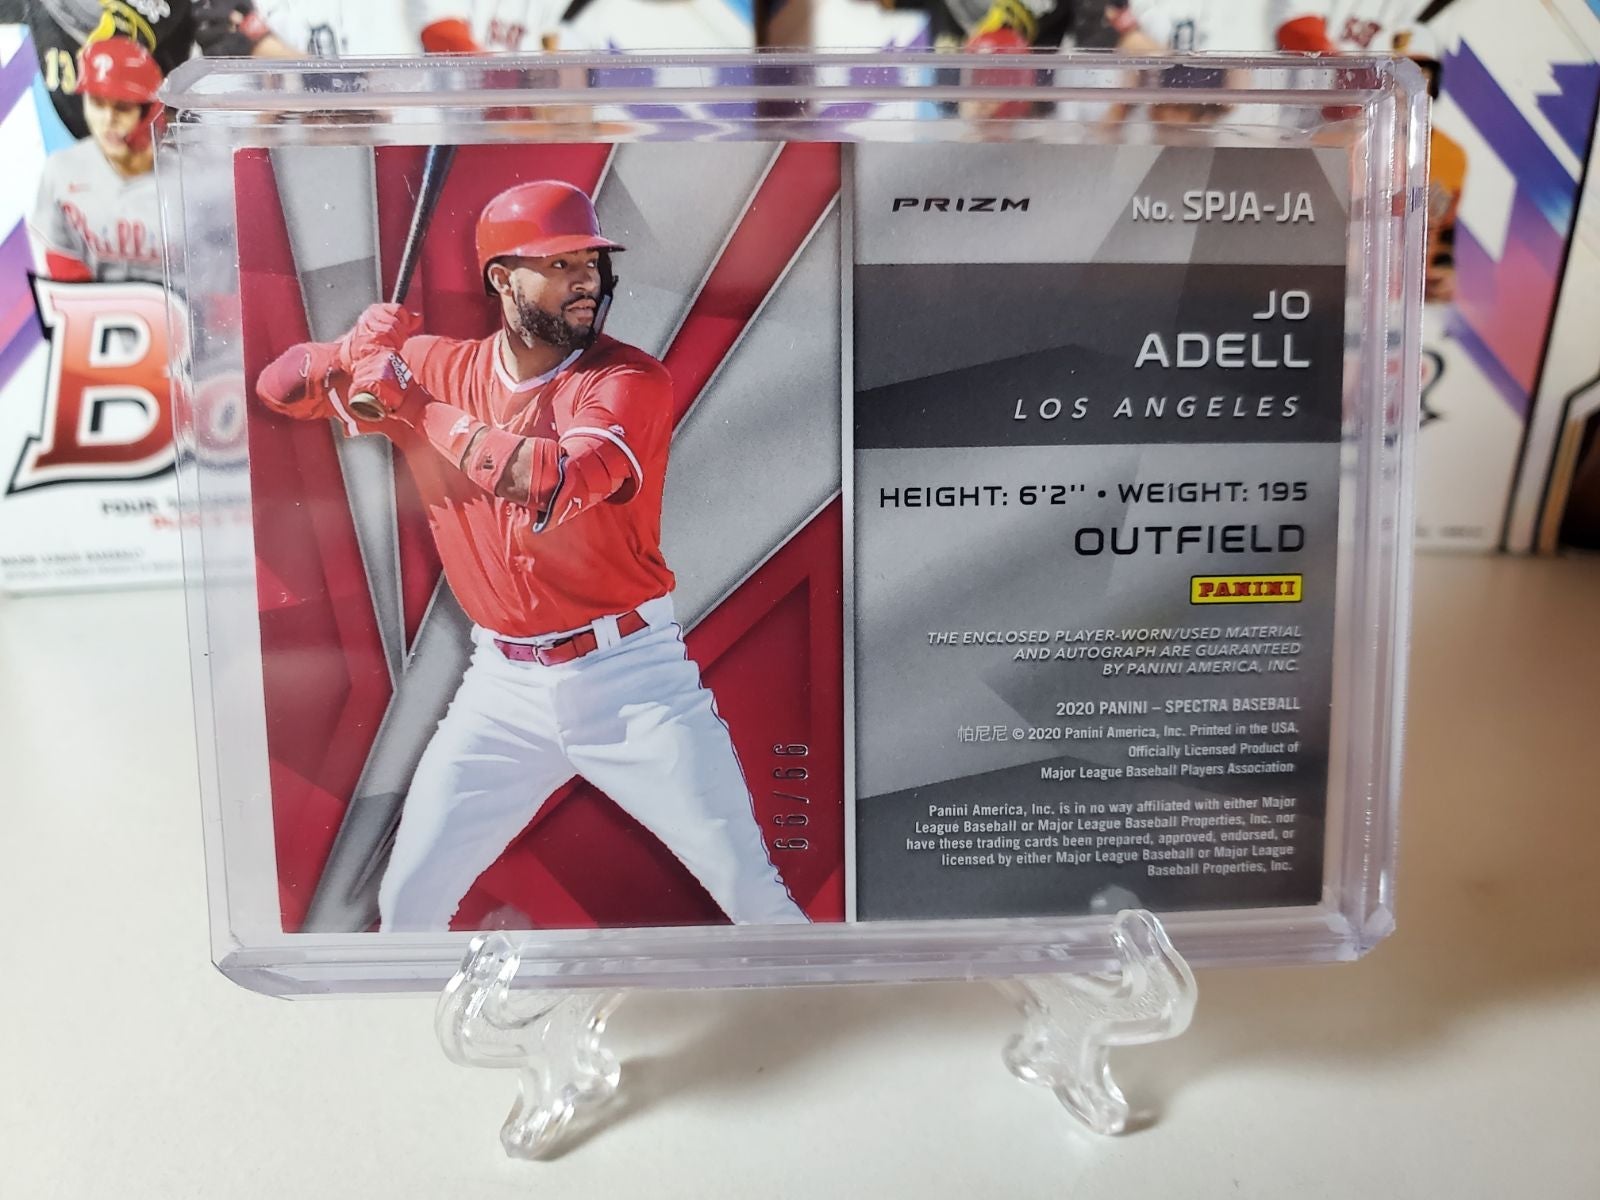 PRIZM
No. SPJA-JA
JO
ADELL
LOS ANGELES
HEIGHT: 6'2'' • WEIGHT: 195
OUTFIELD
PANINI
THE ENCLOSED PLAYER-WORN/USED MATERIAL
AND AUTOGRAPH ARE GUARANTEED
BY PANINI AMERICA, INC.
2020 PANINI – SPECTRA BASEBALL
帕尼尼 © 2020 Panini America, Inc. Printed in the USA.
Officially Licensed Product of
Major League Baseball Players Association
Panini America, Inc. is in no way affiliated with either Major
League Baseball or Major League Baseball Properties, Inc. nor
have these trading cards been prepared, approved, endorsed, or
licensed by either Major League Baseball or Major League
Baseball Properties, Inc.
99/99
adidas
FOUR